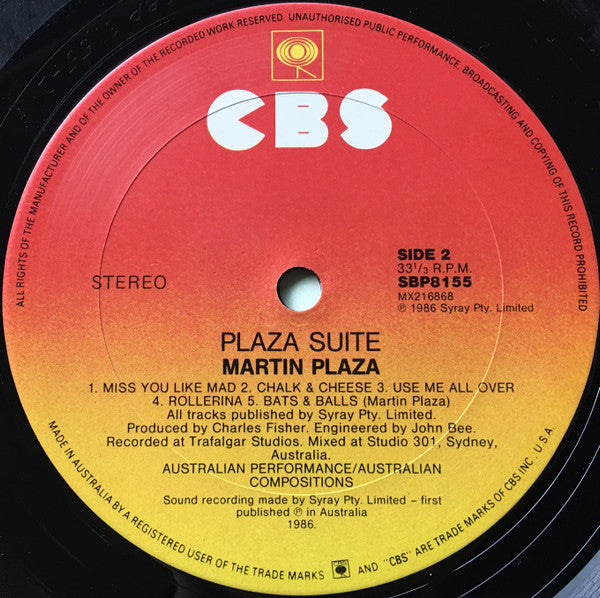 ALL RIGHTS OF THE MANUFACTURER AND OF THE OWNER OF THE RECORDED WORK RESERVED. UNAUTHORISED PUBLIC PERFORMANCE, BROADCASTING AND COPYING OF THIS RECORD PROHIBITED
CBS
SIDE 2
33⅓ R.P.M.
STEREO
SBP8155
MX216868
℗ 1986 Syray Pty. Limited
PLAZA SUITE
MARTIN PLAZA
1. MISS YOU LIKE MAD 2. CHALK & CHEESE 3. USE ME ALL OVER
4. ROLLERINA 5. BATS & BALLS (Martin Plaza)
All tracks published by Syray Pty. Limited.
Produced by Charles Fisher. Engineered by John Bee.
Recorded at Trafalgar Studios. Mixed at Studio 301, Sydney,
Australia.
AUSTRALIAN PERFORMANCE/AUSTRALIAN
COMPOSITIONS
Sound recording made by Syray Pty. Limited – first
published ℗ in Australia
1986.
MADE IN AUSTRALIA BY A REGISTERED USER OF THE TRADE MARKS AND "CBS" ARE TRADE MARKS OF CBS INC. U.S.A.